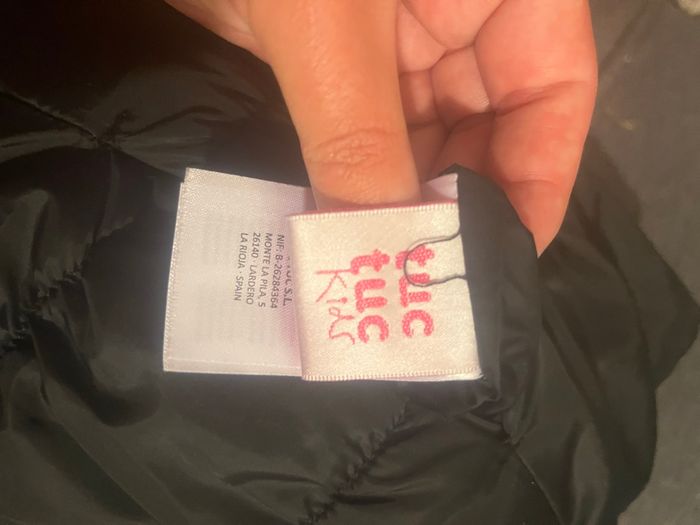 tuc
tuc
Kids
S.L.
NIF: B-26284364
MONTE LA PILA, 5
26140 - LARDERO
LA RIOJA - SPAIN